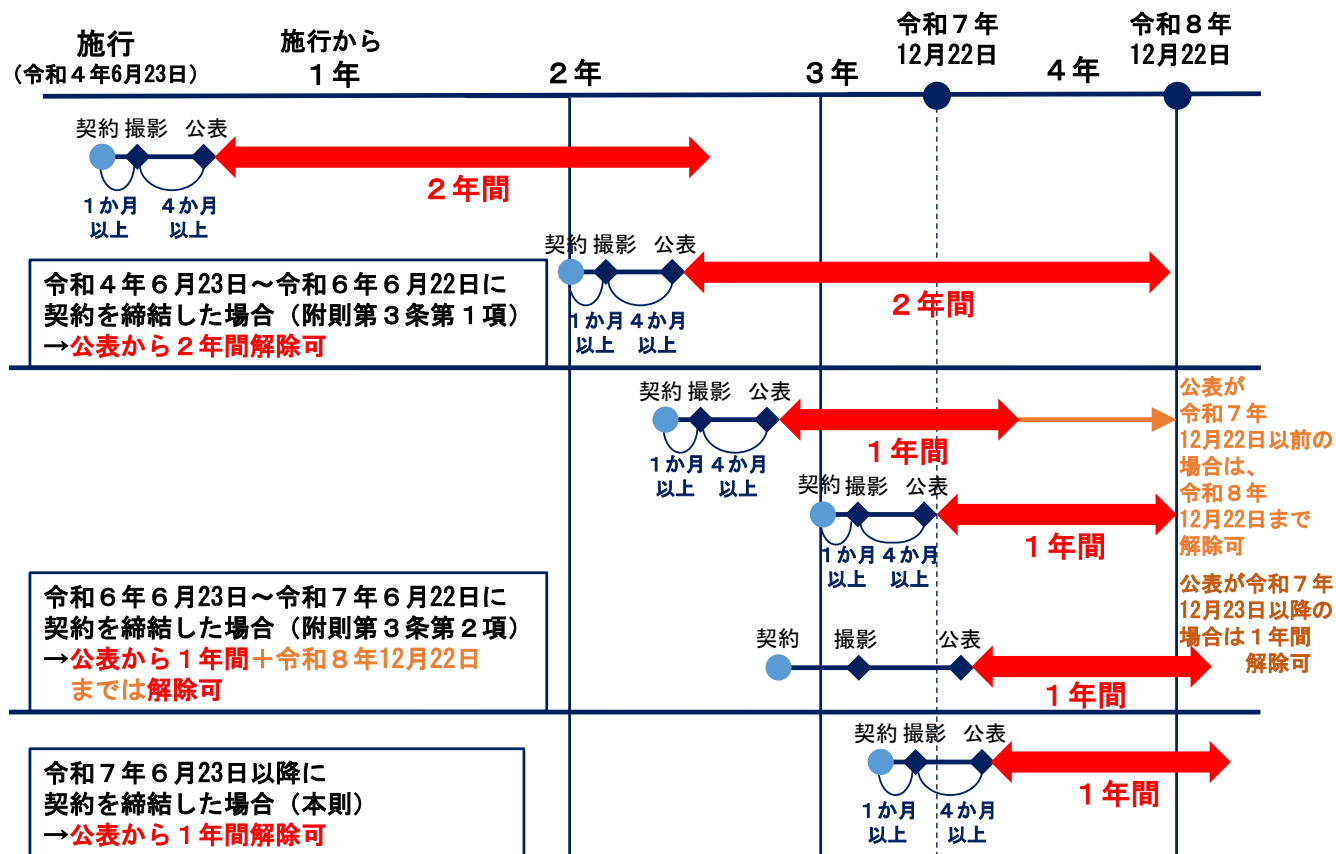 施行
（令和４年6月23日）
施行から
１年
２年
３年
令和７年
12月22日
４年
令和８年
12月22日
契約 撮影 公表
１か月
以上
４か月
以上
２年間
契約 撮影 公表
１か月
以上
４か月
以上
２年間
令和４年６月23日～令和６年６月22日に
契約を締結した場合（附則第３条第１項）
→公表から２年間解除可
契約 撮影 公表
１か月
以上
４か月
以上
１年間
公表が
令和７年
12月22日以前の
場合は、
令和８年
12月22日まで
解除可
契約 撮影 公表
１か月
以上
４か月
以上
１年間
令和６年６月23日～令和７年６月22日に
契約を締結した場合（附則第３条第２項）
→公表から１年間＋令和８年12月22日
までは解除可
公表が令和７年
12月23日以降の
場合は１年間
解除可
契約 撮影 公表
１年間
契約 撮影 公表
１か月
以上
４か月
以上
１年間
令和７年６月23日以降に
契約を締結した場合（本則）
→公表から１年間解除可